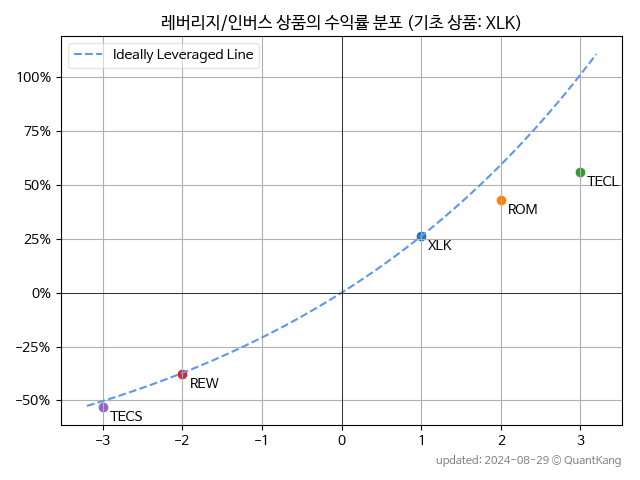 레버리지/인버스 상품의 수익률 분포 (기초 상품: XLK)
Ideally Leveraged Line
100%
75%
50%
25%
0%
−25%
−50%
TECL
ROM
XLK
REW
TECS
−3
−2
−1
0
1
2
3
updated: 2024-08-29 © QuantKang